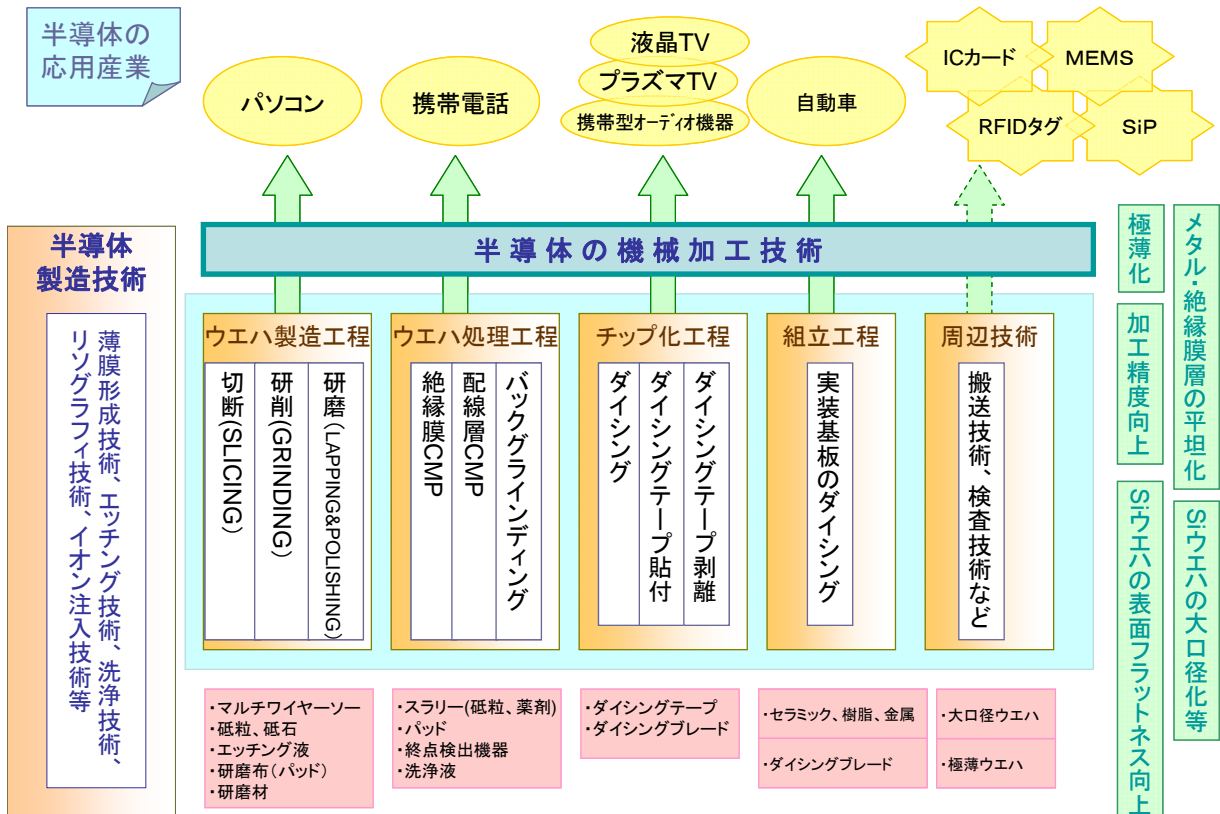 半導体の
応用産業
パソコン
携帯電話
液晶TV
プラズマTV
携帯型オーディオ機器
自動車
ICカード
MEMS
RFIDタグ
SiP
半導体
製造技術
薄膜形成技術、エッチング技術、洗浄技術、
リソグラフィ技術、イオン注入技術等
半導体の機械加工技術
ウエハ製造工程
切断(SLICING)
研削(GRINDING)
研磨(LAPPING&POLISHING)
ウエハ処理工程
絶縁膜CMP
配線層CMP
バックグラインディング
チップ化工程
ダイシング
ダイシングテープ貼付
ダイシングテープ剥離
組立工程
実装基板のダイシング
周辺技術
搬送技術、検査技術など
・マルチワイヤーソー
・砥粒、砥石
・エッチング液
・研磨布(パッド)
・研磨材
・スラリー(砥粒、薬剤)
・パッド
・終点検出機器
・洗浄液
・ダイシングテープ
・ダイシングブレード
・セラミック、樹脂、金属
・ダイシングブレード
・大口径ウエハ
・極薄ウエハ
極薄化
加工精度向上
Siウエハの表面フラットネス向上
メタル・絶縁膜層の平坦化
Siウエハの大口径化等